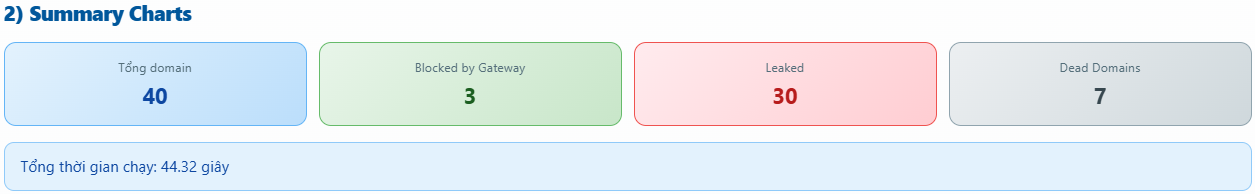 2) Summary Charts
Tổng domain
40
Blocked by Gateway
3
Leaked
30
Dead Domains
7
Tổng thời gian chạy: 44.32 giây